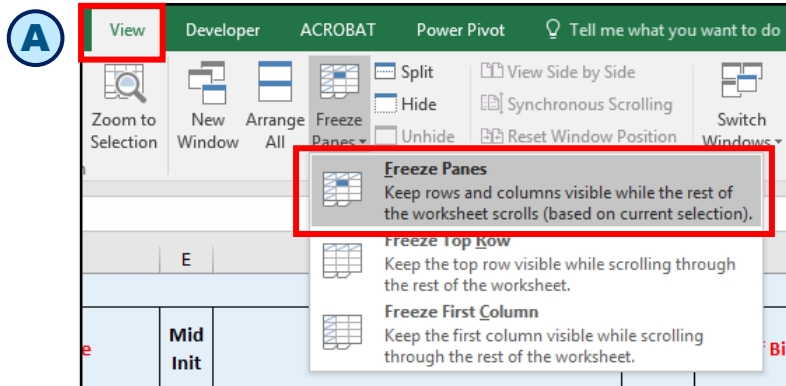 A
View Developer ACROBAT Power Pivot Tell me what you want to do
Split View Side by Side
Hide Synchronous Scrolling
Zoom to New Arrange Freeze Switch
Selection Window All Panes Unhide Reset Window Position Windows
Freeze Panes
Keep rows and columns visible while the rest of
the worksheet scrolls (based on current selection).
Freeze Top Row
Keep the top row visible while scrolling through
the rest of the worksheet.
Freeze First Column
Keep the first column visible while scrolling
through the rest of the worksheet.
E
Mid
e Bi
Init